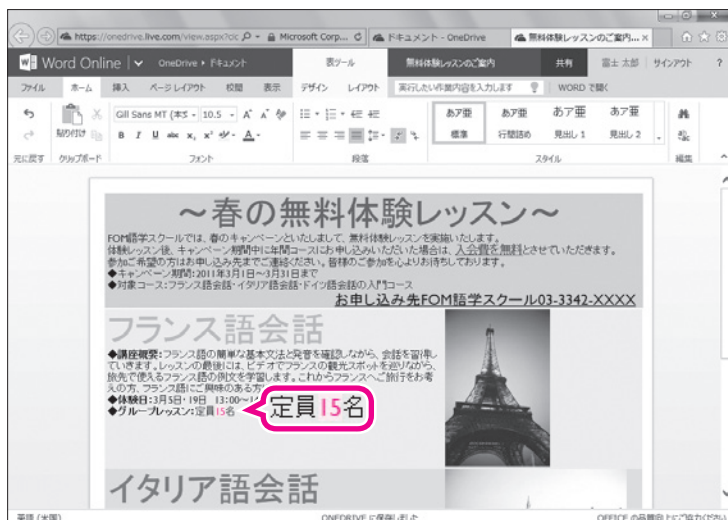 https://onedrive.live.com/view.aspx?cic
Microsoft Corp...
ドキュメント - OneDrive
無料体験レッスンのご案内...
Word Online
OneDrive ▸ ドキュメント
表ツール
無料体験レッスンのご案内
共有
富士 太郎
サインアウト
?
ファイル
ホーム
挿入
ページ レイアウト
校閲
表示
デザイン
レイアウト
実行したい作業内容を入力します
WORD で開く
貼り付け
Gill Sans MT (本文
10.5
B I U abc x₂ x² A
あア亜
あア亜
あア亜
あア亜
標準
行間詰め
見出し 1
見出し 2
元に戻す
クリップボード
フォント
段落
スタイル
編集
~春の無料体験レッスン~
FOM語学スクールでは、春のキャンペーンといたしまして、無料体験レッスンを実施いたします。
体験レッスン後、キャンペーン期間中に年間コースにお申し込みいただいた場合は、入会費を無料とさせていただきます。
参加ご希望の方はお申し込み先までご連絡ください。皆様のご参加を心よりお待ちしております。
◆キャンペーン期間:2011年3月1日~3月31日まで
◆対象コース:フランス語会話・イタリア語会話・ドイツ語会話の入門コース
お申し込み先FOM語学スクール03-3342-XXXX
フランス語会話
◆講座概要:フランス語の簡単な基本文法と発音を確認しながら、会話を習得し
ていきます。レッスンの最後には、ビデオでフランスの観光スポットを巡りながら、
旅先で使えるフランス語の例文を学習します。これからフランスへご旅行をお考
えの方、フランス語にご興味のある方
◆体験日:3月5日・19日 13:00~1
◆グループレッスン:定員15名
定員15名
イタリア語会話
英語 (米国)
ONEDRIVE に保存しました
OFFICE の品質向上にご協力ください